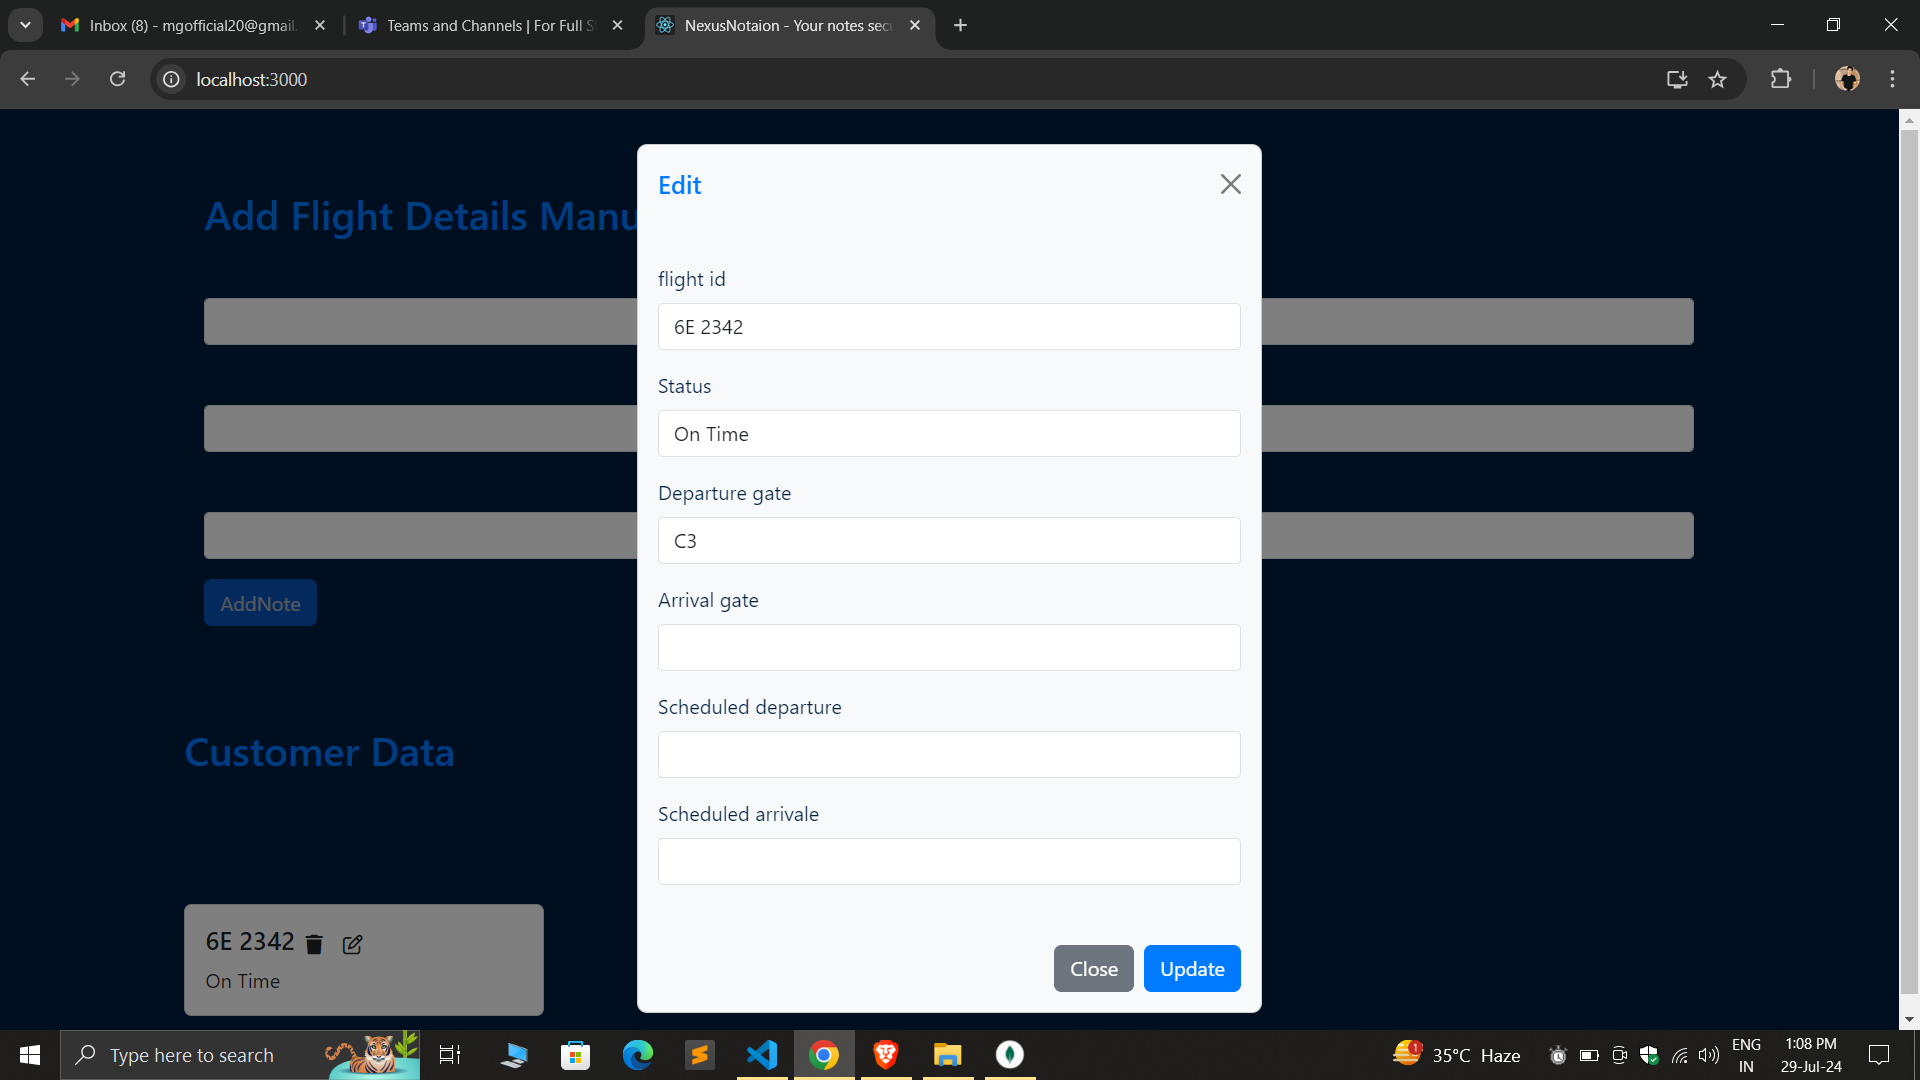 Inbox (8) - mgofficial20@gmail.
Teams and Channels | For Full S
NexusNotaion - Your notes secu
localhost:3000
Add Flight Details Manu
Edit
flight id
6E 2342
Status
On Time
Departure gate
C3
Arrival gate
Scheduled departure
Scheduled arrivale
Close
Update
AddNote
Customer Data
6E 2342
On Time
Type here to search
1
35°C Haze
ENG
IN
1:08 PM
29-Jul-24